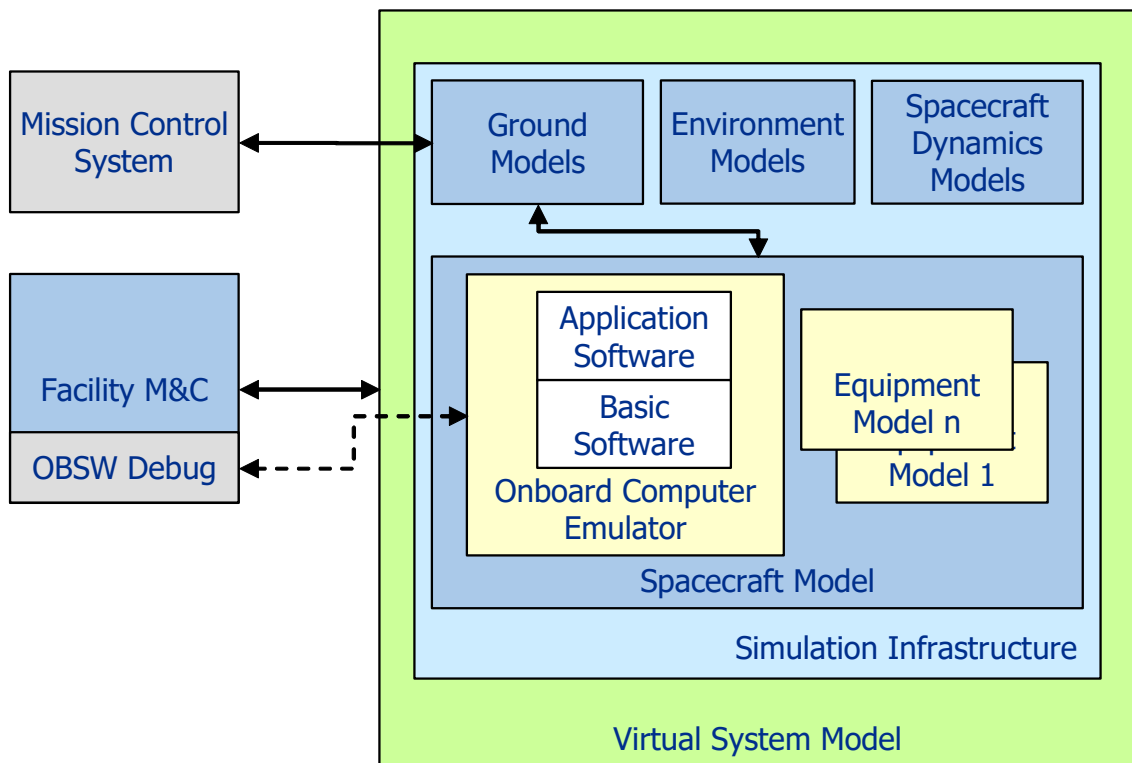 Mission Control
System
Ground
Models
Environment
Models
Spacecraft
Dynamics
Models
Facility M&C
OBSW Debug
Application
Software
Basic
Software
Onboard Computer
Emulator
Equipment
Model n
Model 1
Spacecraft Model
Simulation Infrastructure
Virtual System Model